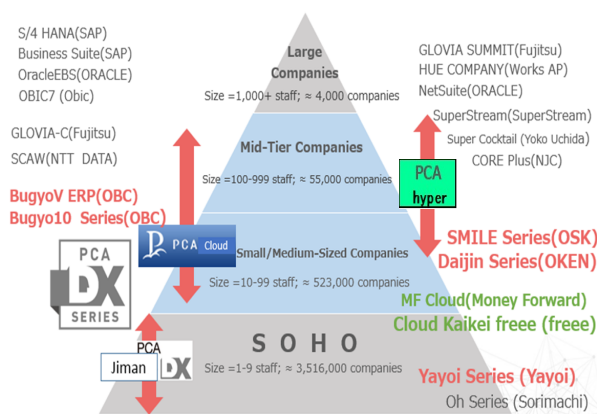 S/4 HANA(SAP)
Business Suite(SAP)
OracleEBS(ORACLE)
OBIC7 (Obic)
GLOVIA-C(Fujitsu)
SCAW(NTT DATA)
BugyoV ERP(OBC)
Bugyo10 Series(OBC)
PCA
DX
SERIES
PCA Cloud
PCA
Jiman DX
Large
Companies
Size =1,000+ staff; ≈ 4,000 companies
Mid-Tier Companies
Size =100-999 staff; ≈ 55,000 companies
Small/Medium-Sized Companies
Size =10-99 staff; ≈ 523,000 companies
S O H O
Size =1-9 staff; ≈ 3,516,000 companies
GLOVIA SUMMIT(Fujitsu)
HUE COMPANY(Works AP)
NetSuite(ORACLE)
SuperStream(SuperStream)
Super Cocktail (Yoko Uchida)
CORE Plus(NJC)
PCA
hyper
SMILE Series(OSK)
Daijin Series(OKEN)
MF Cloud(Money Forward)
Cloud Kaikei freee (freee)
Yayoi Series (Yayoi)
Oh Series (Sorimachi)